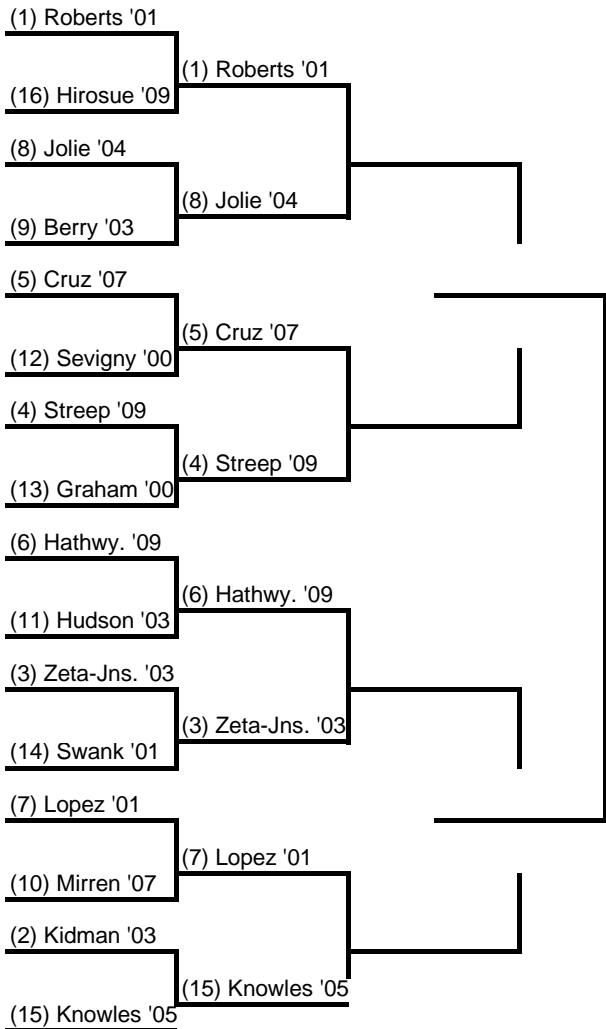 (1) Roberts '01
(1) Roberts '01
(16) Hirosue '09
(8) Jolie '04
(8) Jolie '04
(9) Berry '03
(5) Cruz '07
(5) Cruz '07
(12) Sevigny '00
(4) Streep '09
(4) Streep '09
(13) Graham '00
(6) Hathwy. '09
(6) Hathwy. '09
(11) Hudson '03
(3) Zeta-Jns. '03
(3) Zeta-Jns. '03
(14) Swank '01
(7) Lopez '01
(7) Lopez '01
(10) Mirren '07
(2) Kidman '03
(15) Knowles '05
(15) Knowles '05